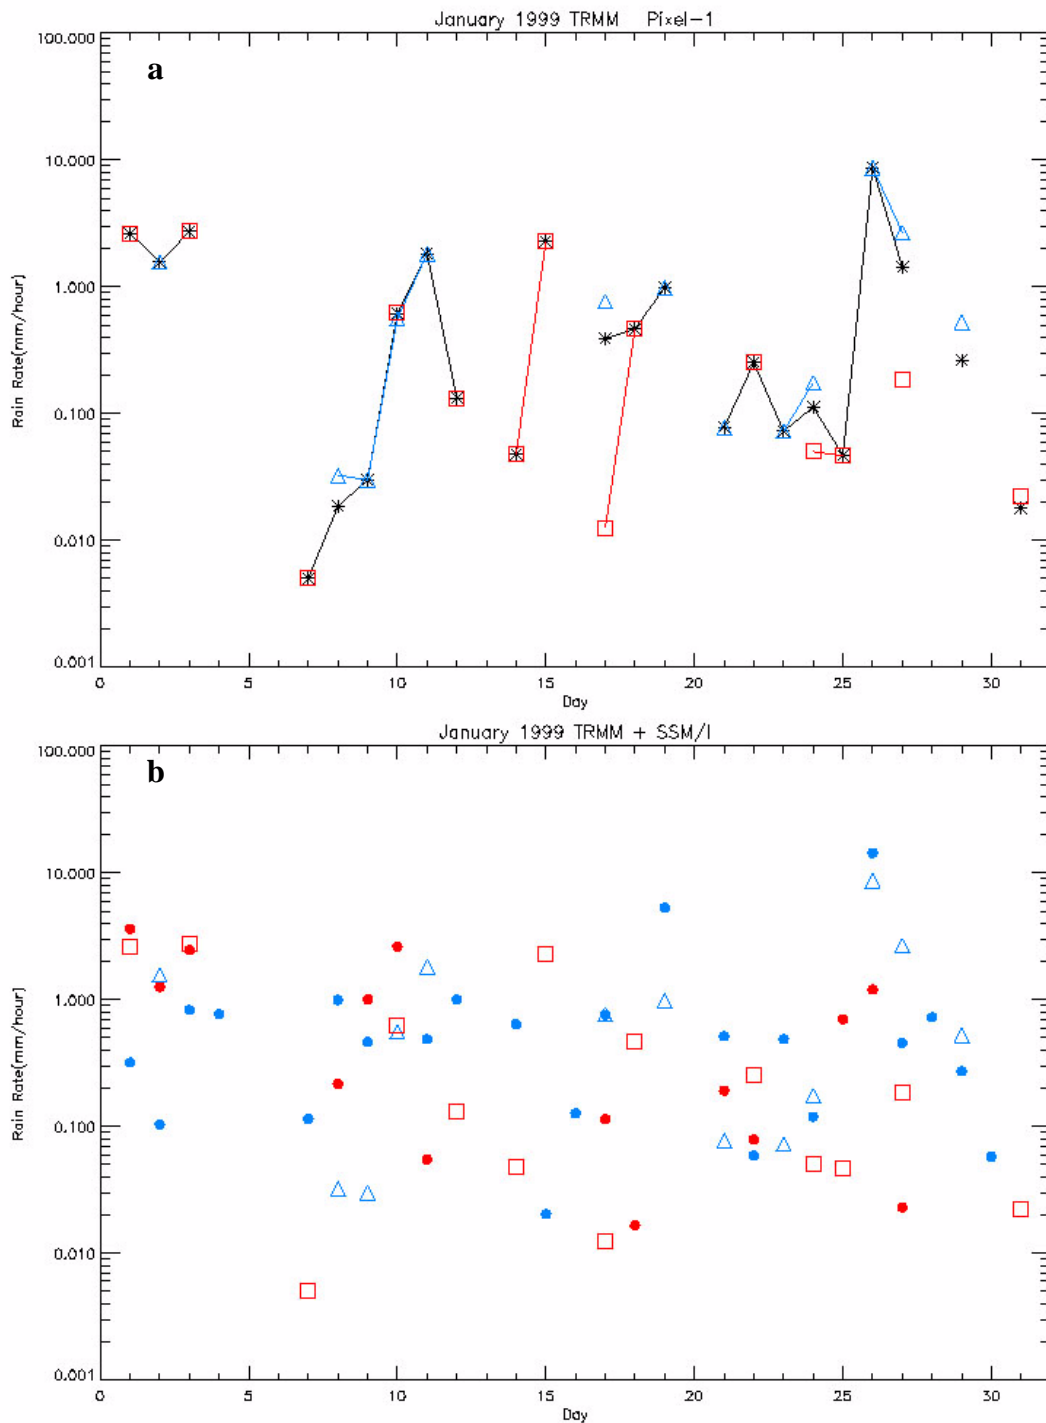 January 1999 TRMM Pixel-1
a
100.000
10.000
1.000
0.100
0.010
0.001
Rain Rate(mm/hour)
0 5 10 15 20 25 30
Day
January 1999 TRMM + SSM/I
b
100.000
10.000
1.000
0.100
0.010
0.001
Rain Rate(mm/hour)
0 5 10 15 20 25 30
Day